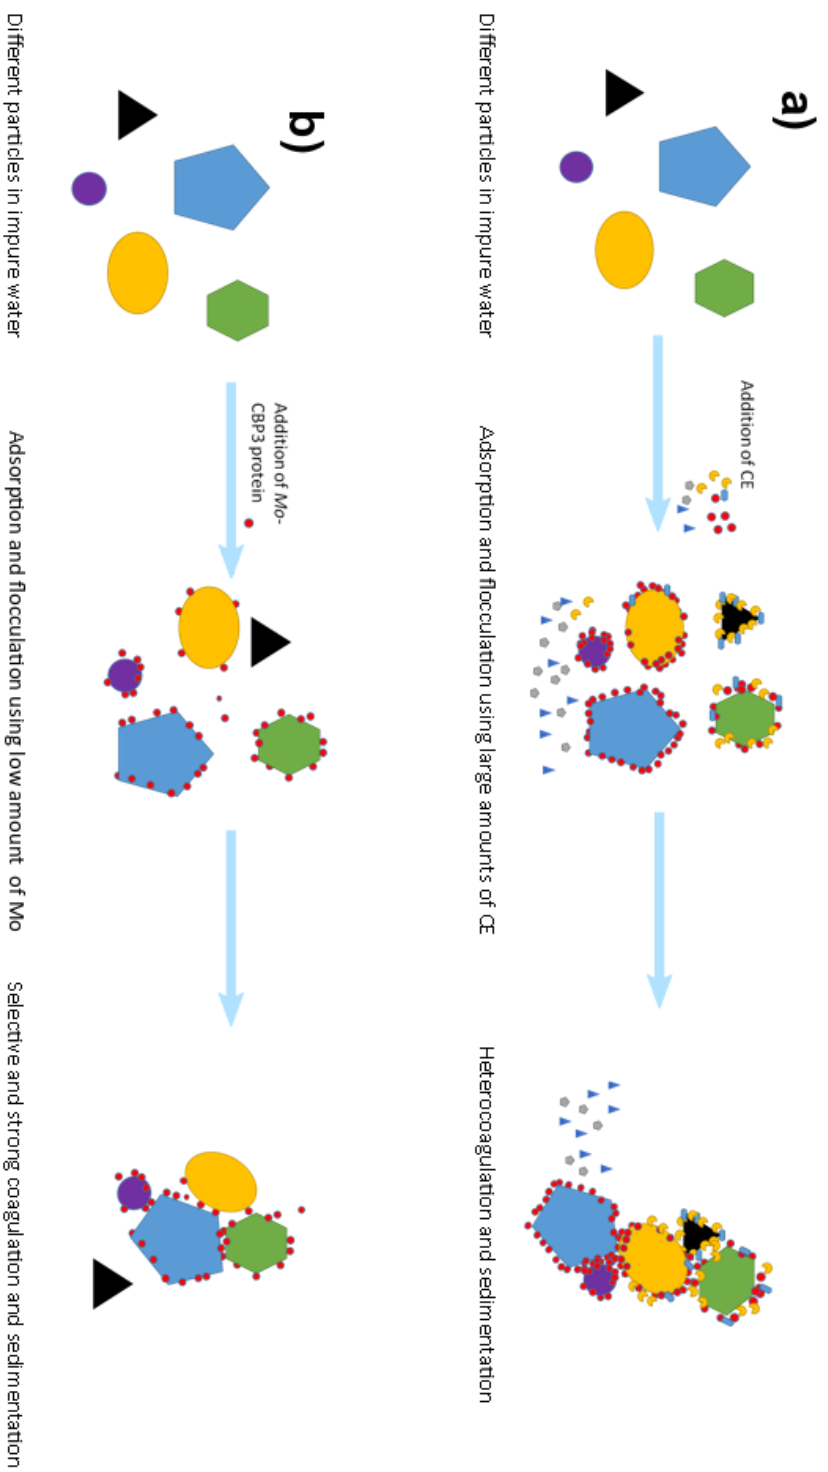 a)
Addition of CE
Different particles in impure water
Adsorption and flocculation using large amounts of CE
Heterocoagulation and sedimentation
b)
Addition of Mo-
CBP3 protein
Different particles in impure water
Adsorption and flocculation using low amount of Mo
Selective and strong coagulation and sedimentation